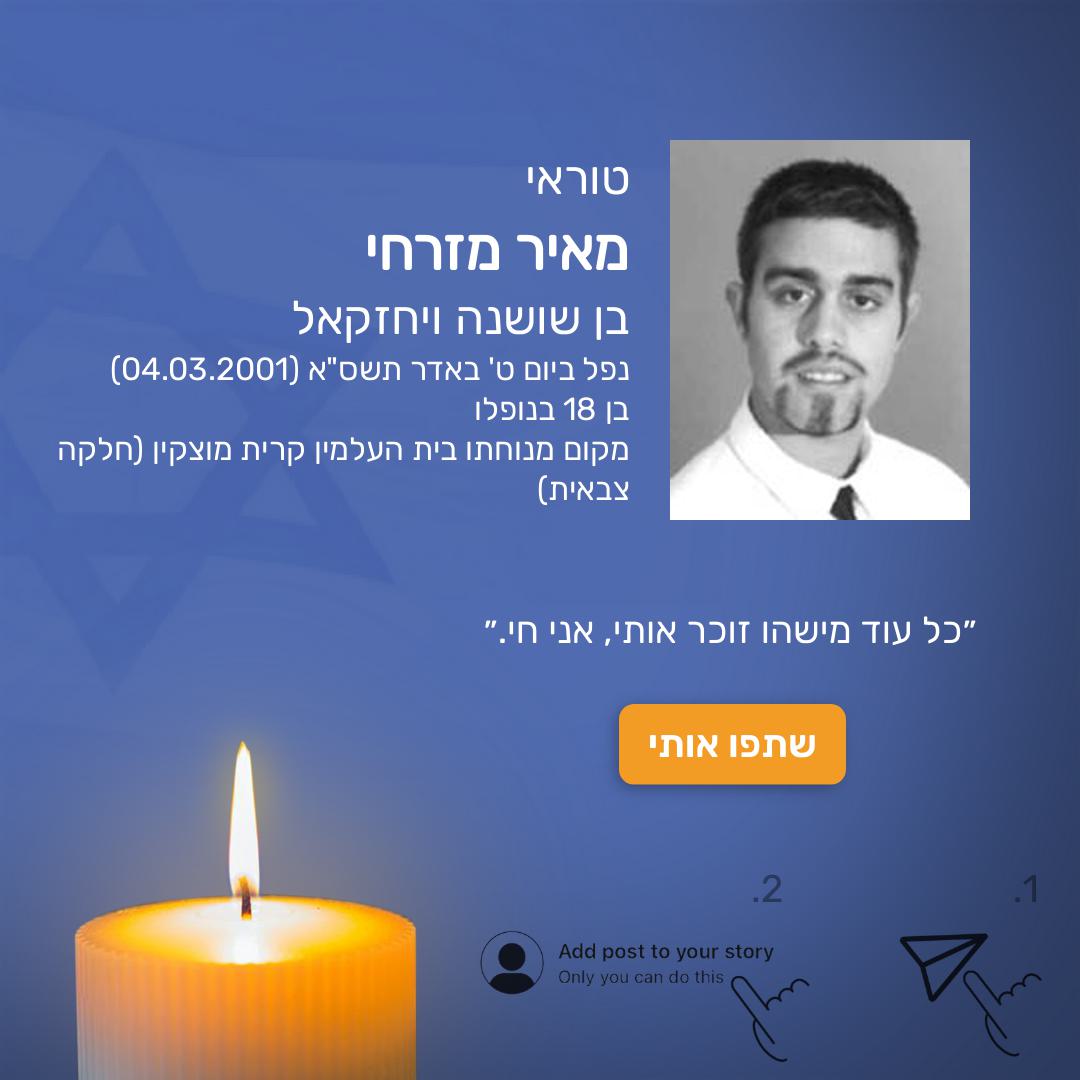 טוראי
מאיר מזרחי
בן שושנה ויחזקאל
נפל ביום ט' באדר תשס"א (04.03.2001)
בן 18 בנופלו
מקום מנוחתו בית העלמין קרית מוצקין (חלקה
צבאית)
״כל עוד מישהו זוכר אותי, אני חי.״
שתפו אותי
.1
.2
Add post to your story
Only you can do this